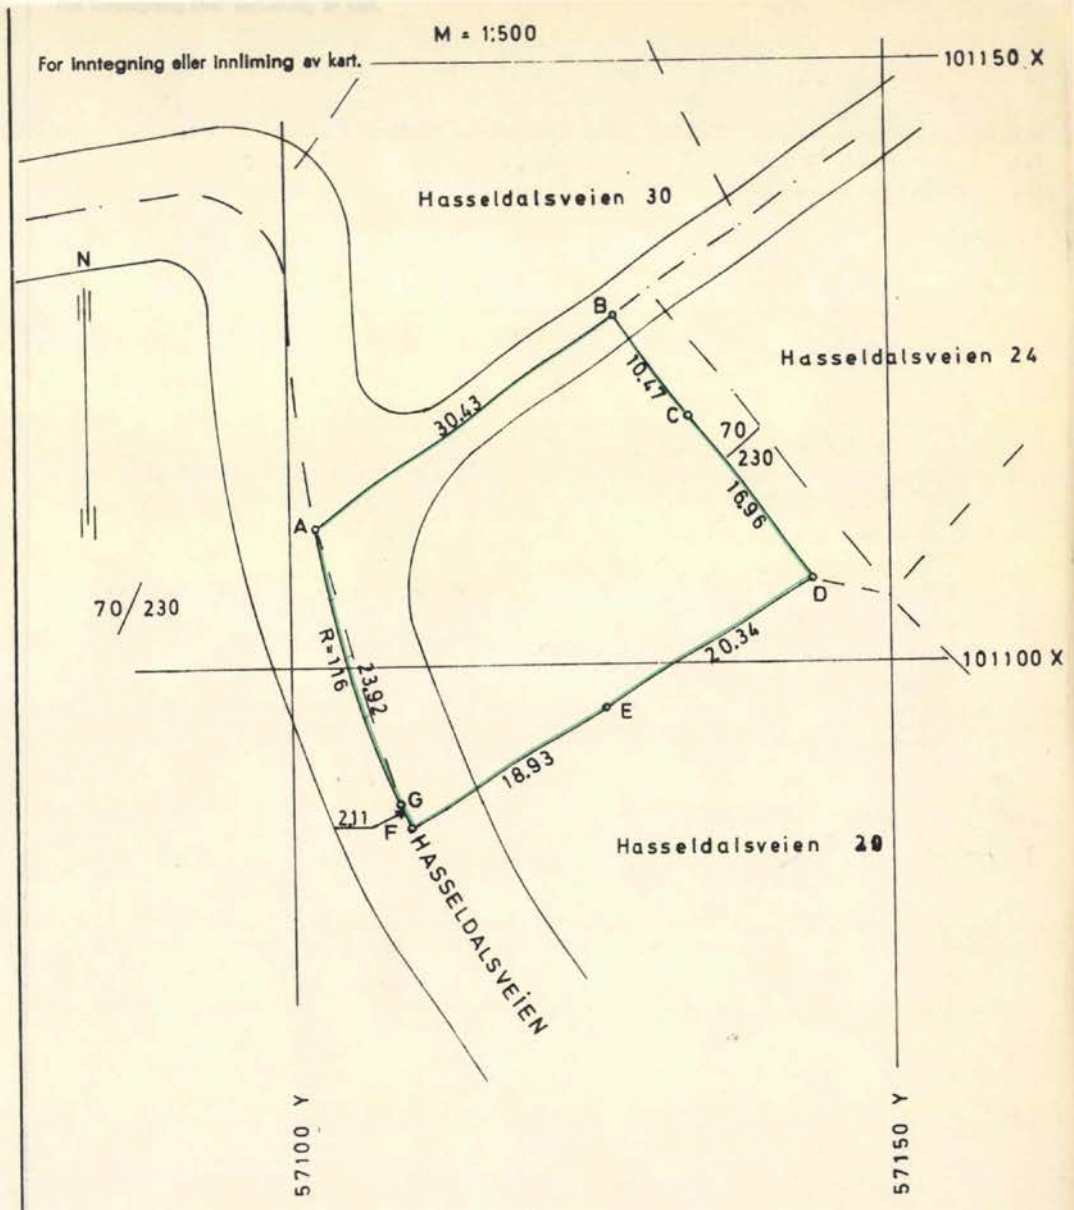 M = 1:500
For inntegning eller innliming av kart.
101150 X
Hasseldalsveien 30
N
B
Hasseldalsveien 24
10.47
30.43
C
70
230
16.96
A
D
70/230
R=116
23.92
20.34
101100 X
E
18.93
G
2.11
F
Hasseldalsveien 20
HASSELDALSVEIEN
57100 Y
57150 Y